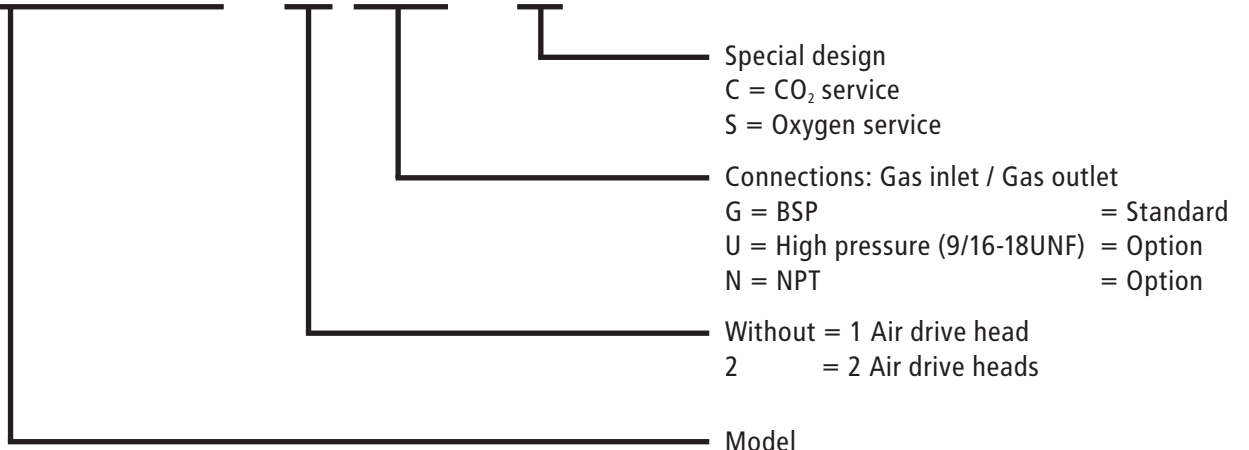 Special design
C = CO₂ service
S = Oxygen service
Connections: Gas inlet / Gas outlet
G = BSP = Standard
U = High pressure (9/16-18UNF) = Option
N = NPT = Option
Without = 1 Air drive head
2 = 2 Air drive heads
Model